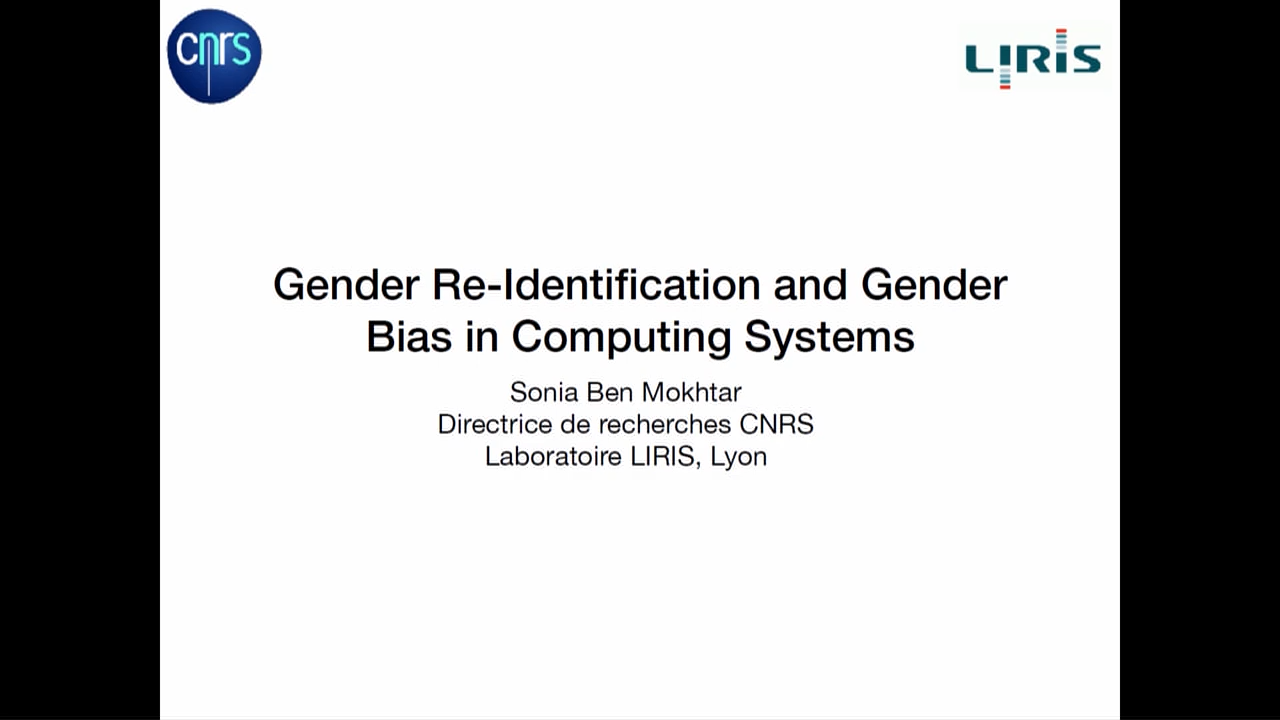 cnrs
LIRIS
Gender Re-Identification and Gender
Bias in Computing Systems
Sonia Ben Mokhtar
Directrice de recherches CNRS
Laboratoire LIRIS, Lyon